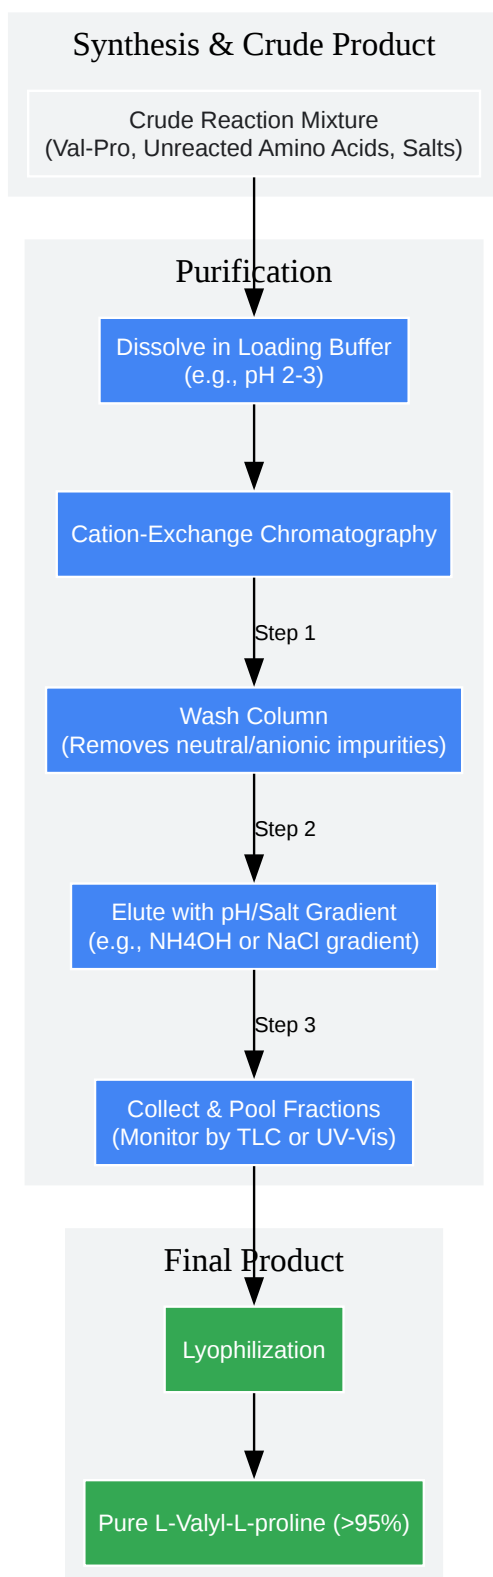 Synthesis & Crude Product
Crude Reaction Mixture
(Val-Pro, Unreacted Amino Acids, Salts)
Purification
Dissolve in Loading Buffer
(e.g., pH 2-3)
Cation-Exchange Chromatography
Step 1
Wash Column
(Removes neutral/anionic impurities)
Step 2
Elute with pH/Salt Gradient
(e.g., NH4OH or NaCl gradient)
Step 3
Collect & Pool Fractions
(Monitor by TLC or UV-Vis)
Final Product
Lyophilization
Pure L-Valyl-L-proline (>95%)